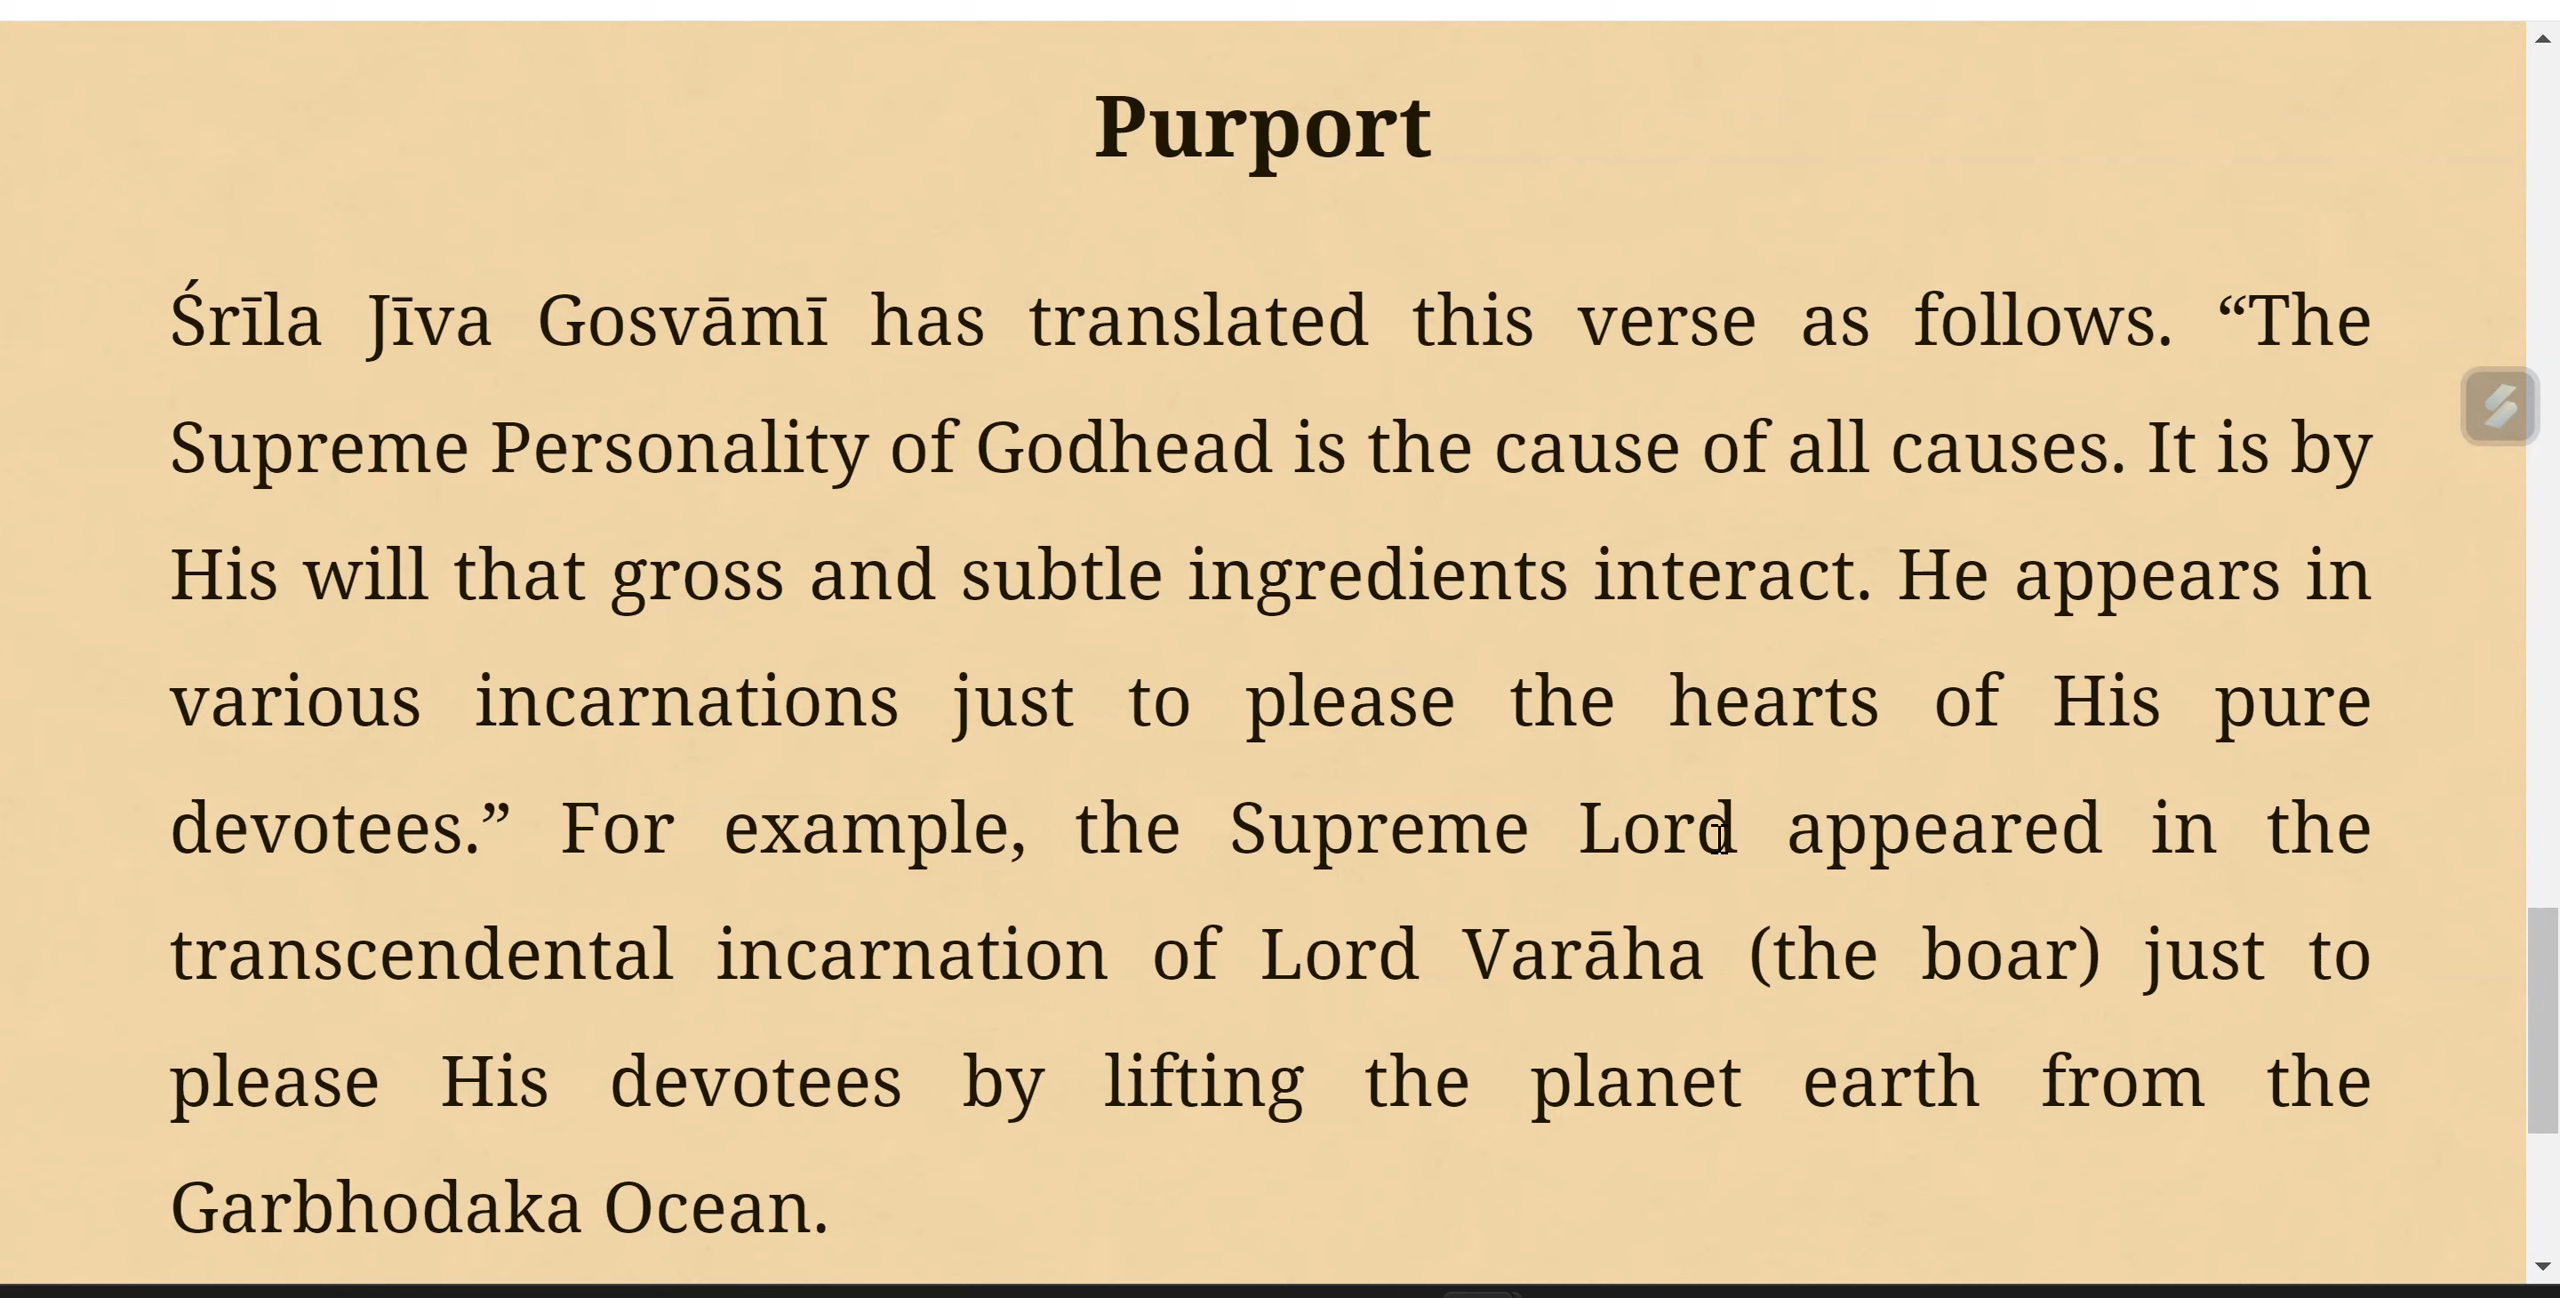 Purport
Śrīla Jīva Gosvāmī has translated this verse as follows. “The
Supreme Personality of Godhead is the cause of all causes. It is by
His will that gross and subtle ingredients interact. He appears in
various incarnations just to please the hearts of His pure
devotees.” For example, the Supreme Lord appeared in the
transcendental incarnation of Lord Varāha (the boar) just to
please His devotees by lifting the planet earth from the
Garbhodaka Ocean.